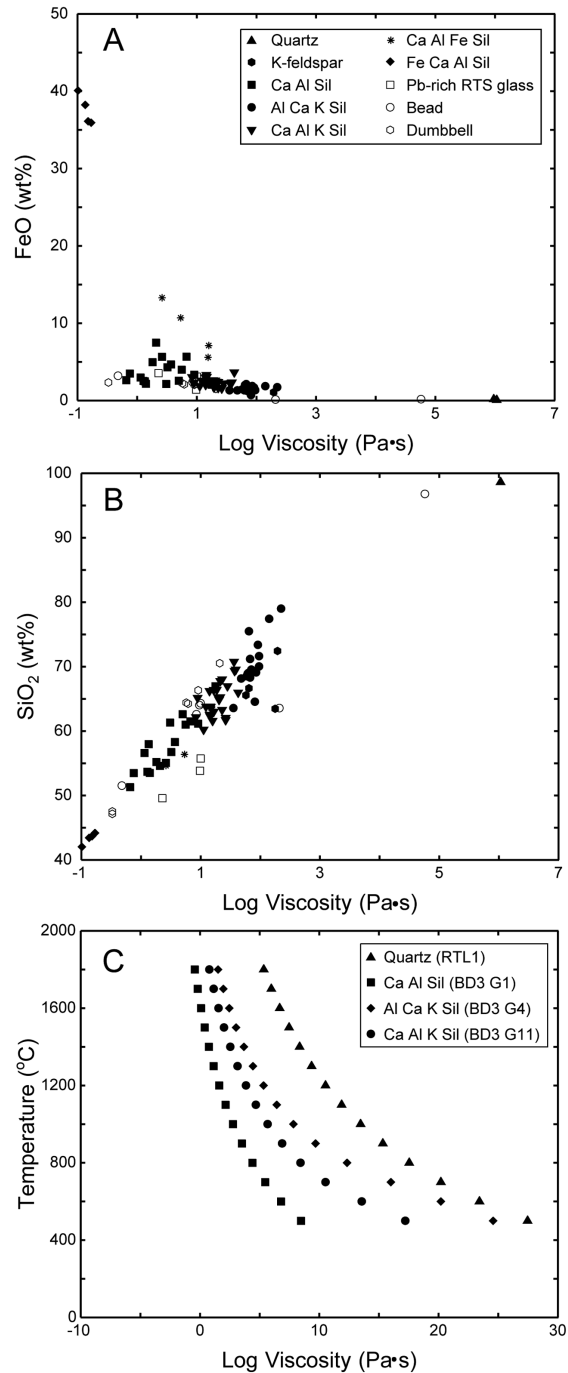 A
50
40
30
20
10
0
FeO (wt%)
Quartz
K-feldspar
Ca Al Sil
Al Ca K Sil
Ca Al K Sil
Ca Al Fe Sil
Fe Ca Al Sil
Pb-rich RTS glass
Bead
Dumbbell
-1 1 3 5 7
Log Viscosity (Pa•s)
B
100
90
80
70
60
50
40
SiO2 (wt%)
-1 1 3 5 7
Log Viscosity (Pa•s)
C
2000
1600
1200
800
400
0
Temperature (oC)
Quartz (RTL1)
Ca Al Sil (BD3 G1)
Al Ca K Sil (BD3 G4)
Ca Al K Sil (BD3 G11)
-10 0 10 20 30
Log Viscosity (Pa•s)